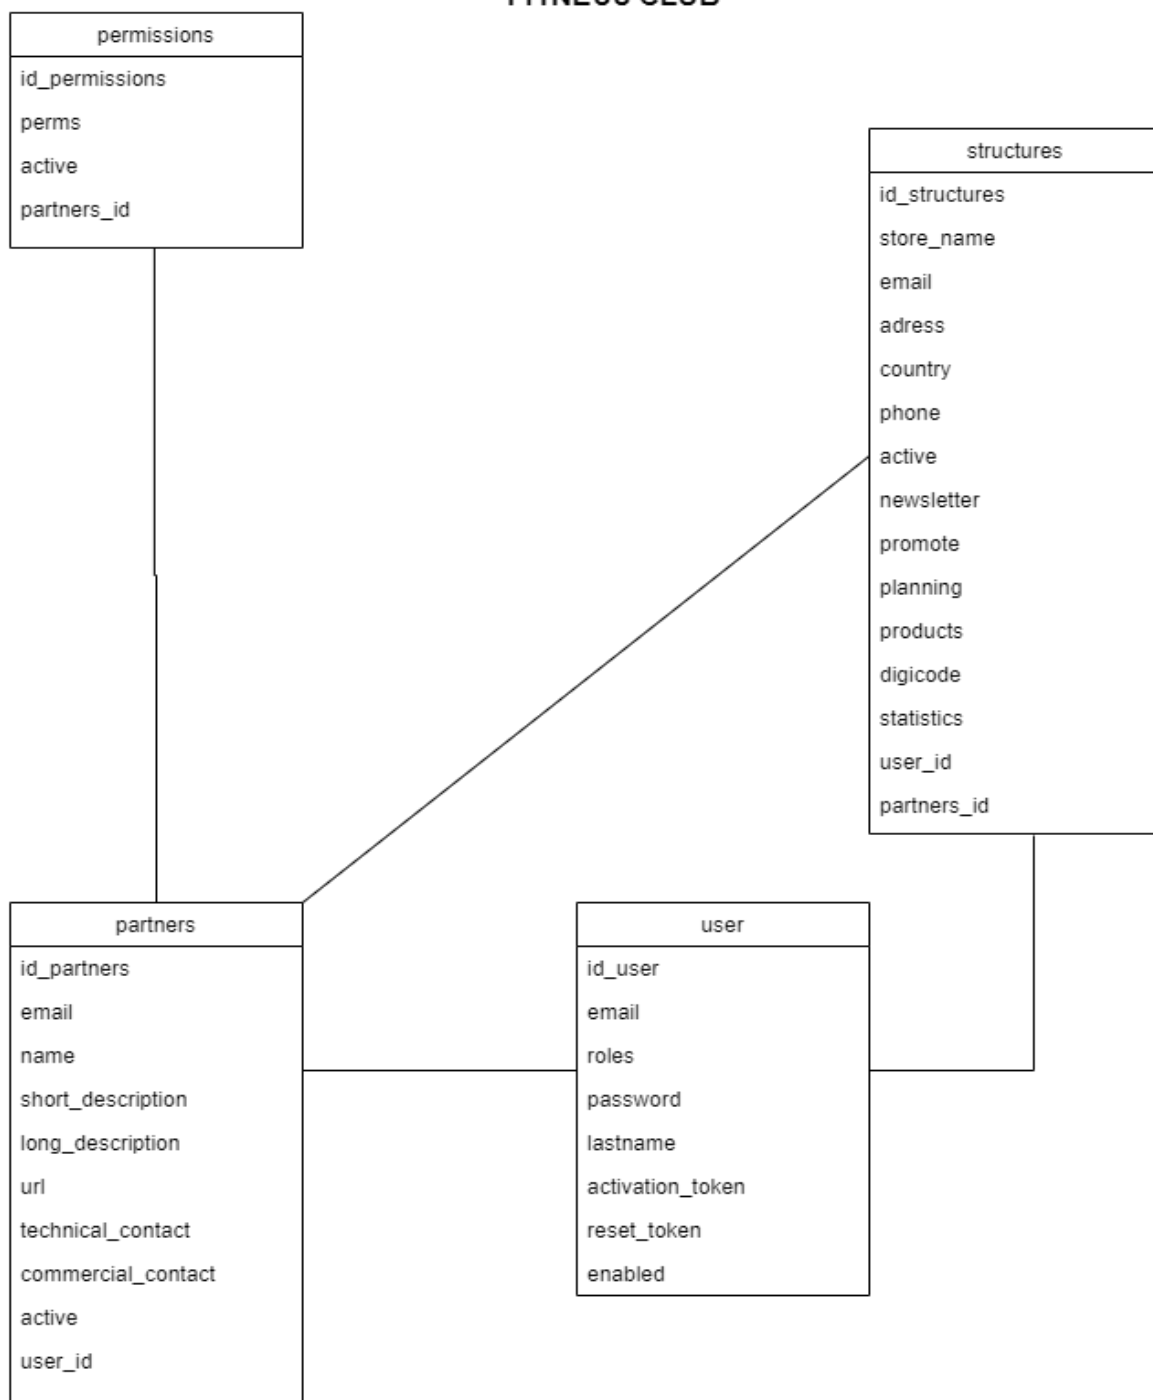 permissions
id_permissions
perms
active
partners_id
structures
id_structures
store_name
email
adress
country
phone
active
newsletter
promote
planning
products
digicode
statistics
user_id
partners_id
partners
id_partners
email
name
short_description
long_description
url
technical_contact
commercial_contact
active
user_id
user
id_user
email
roles
password
lastname
activation_token
reset_token
enabled